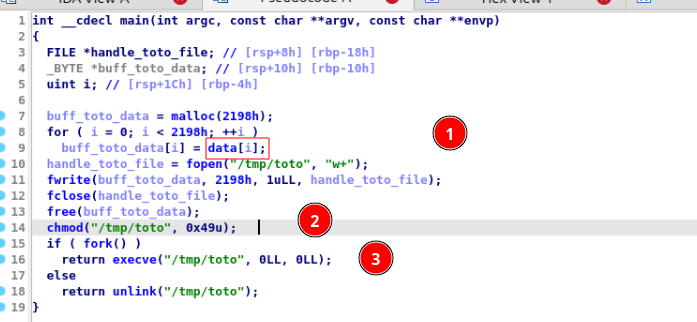 IDA View-A Pseudocode-A Hex View-1
1 int __cdecl main(int argc, const char **argv, const char **envp)
2 {
3 FILE *handle_toto_file; // [rsp+8h] [rbp-18h]
4 _BYTE *buff_toto_data; // [rsp+10h] [rbp-10h]
5 uint i; // [rsp+1Ch] [rbp-4h]
6
7 buff_toto_data = malloc(2198h);
8 for ( i = 0; i < 2198h; ++i ) 1
9 buff_toto_data[i] = data[i];
10 handle_toto_file = fopen("/tmp/toto", "w+");
11 fwrite(buff_toto_data, 2198h, 1uLL, handle_toto_file);
12 fclose(handle_toto_file);
13 free(buff_toto_data);
14 chmod("/tmp/toto", 0x49u); 2
15 if ( fork() )
16 return execve("/tmp/toto", 0LL, 0LL); 3
17 else
18 return unlink("/tmp/toto");
19 }